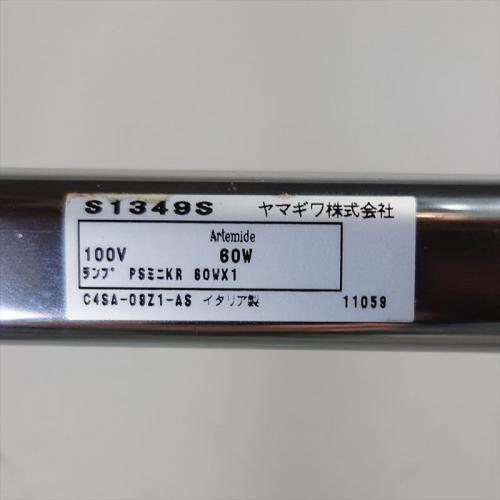 S1349S ヤマギワ株式会社
Artemide
100V 60W
ランプ PSミニKR 60WX1
C4SA-09Z1-AS イタリア製 11059